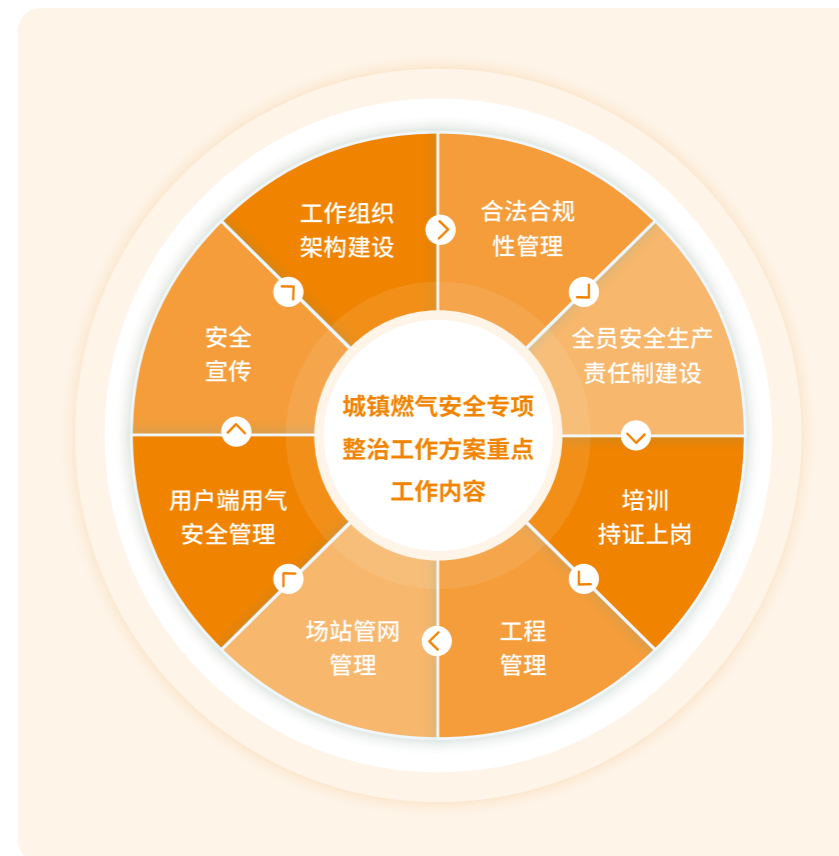 工作组织
架构建设
合法合规
性管理
全员安全生产
责任制建设
培训
持证上岗
工程
管理
场站管网
管理
用户端用气
安全管理
安全
宣传
城镇燃气安全专项
整治工作方案重点
工作内容